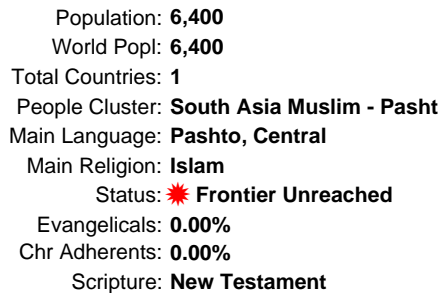 Population: 6,400
World Popl: 6,400
Total Countries: 1
People Cluster: South Asia Muslim - Pasht
Main Language: Pashto, Central
Main Religion: Islam
Status: Frontier Unreached
Evangelicals: 0.00%
Chr Adherents: 0.00%
Scripture: New Testament